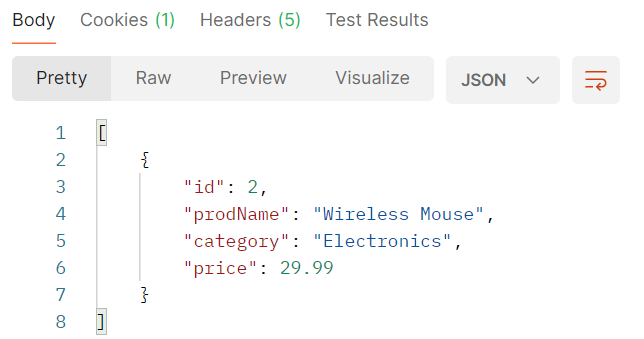 Body Cookies (1) Headers (5) Test Results
Pretty Raw Preview Visualize JSON
1 [
2 {
3 "id": 2,
4 "prodName": "Wireless Mouse",
5 "category": "Electronics",
6 "price": 29.99
7 }
8 ]